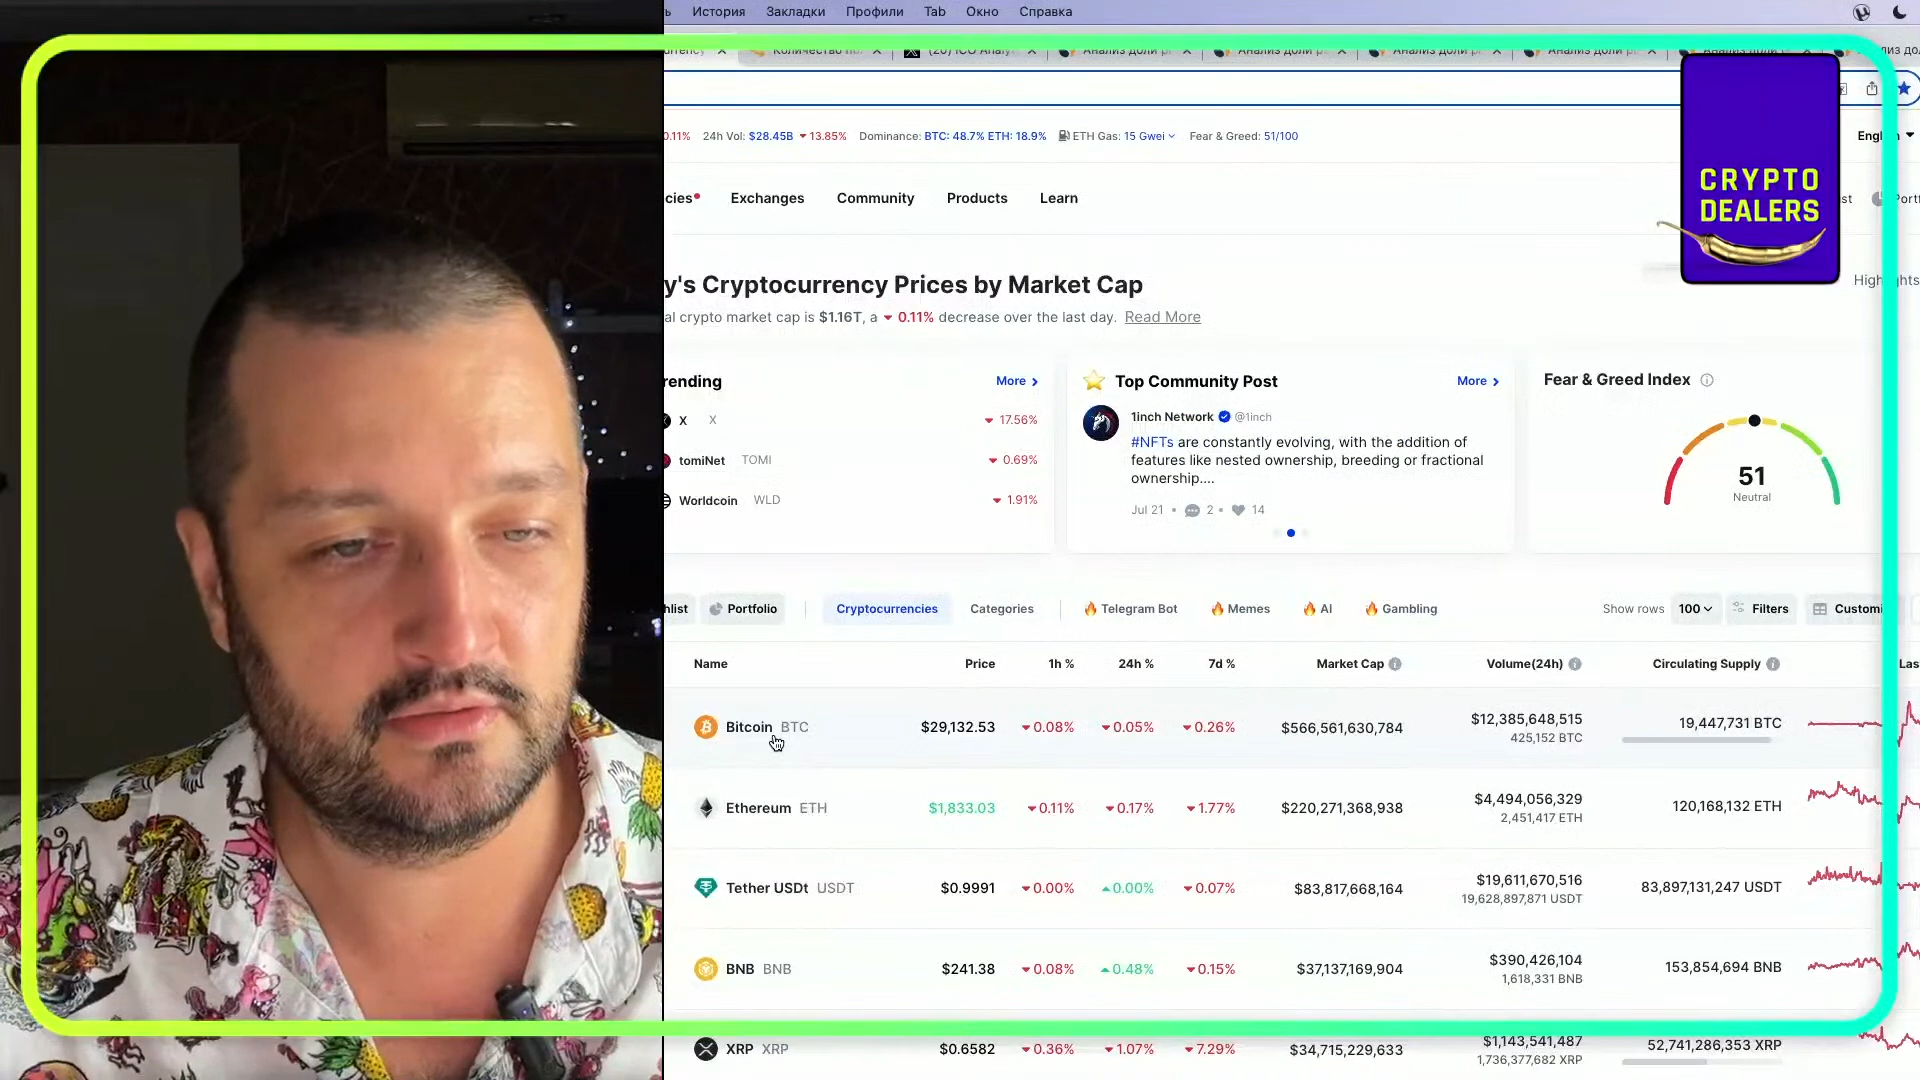 История Закладки Профили Tab Окно Справка
Количество по
(20) ICO Analy
0.11% 24h Vol: $28.45B 13.85% Dominance: BTC: 48.7% ETH: 18.9% ETH Gas: 15 Gwei Fear & Greed: 51/100
CRYPTO
DEALERS
cies Exchanges Community Products Learn
y's Cryptocurrency Prices by Market Cap
al crypto market cap is $1.16T, a 0.11% decrease over the last day. Read More
rending More
X X 17.56%
tomiNet TOMI 0.69%
Worldcoin WLD 1.91%
Top Community Post More
1inch Network @1inch
#NFTs are constantly evolving, with the addition of
features like nested ownership, breeding or fractional
ownership....
Jul 21 • 2 • 14
Fear & Greed Index
51
Neutral
hlist Portfolio Cryptocurrencies Categories Telegram Bot Memes AI Gambling Show rows 100 Filters Customi
Name Price 1h % 24h % 7d % Market Cap Volume(24h) Circulating Supply Las
Bitcoin BTC $29,132.53 0.08% 0.05% 0.26% $566,561,630,784 $12,385,648,515 19,447,731 BTC
425,152 BTC
Ethereum ETH $1,833.03 0.11% 0.17% 1.77% $220,271,368,938 $4,494,056,329 120,168,132 ETH
2,451,417 ETH
Tether USDt USDT $0.9991 0.00% 0.00% 0.07% $83,817,668,164 $19,611,670,516 83,897,131,247 USDT
19,628,897,871 USDT
BNB BNB $241.38 0.08% 0.48% 0.15% $37,137,169,904 $390,426,104 153,854,694 BNB
1,618,331 BNB
XRP XRP $0.6582 0.36% 1.07% 7.29% $34,715,229,633 $1,143,541,487 52,741,286,353 XRP
1,736,377,682 XRP